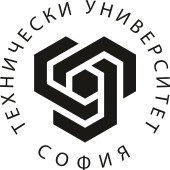 ТЕХНИЧЕСКИ УНИВЕРСИТЕТ
СОФИЯ